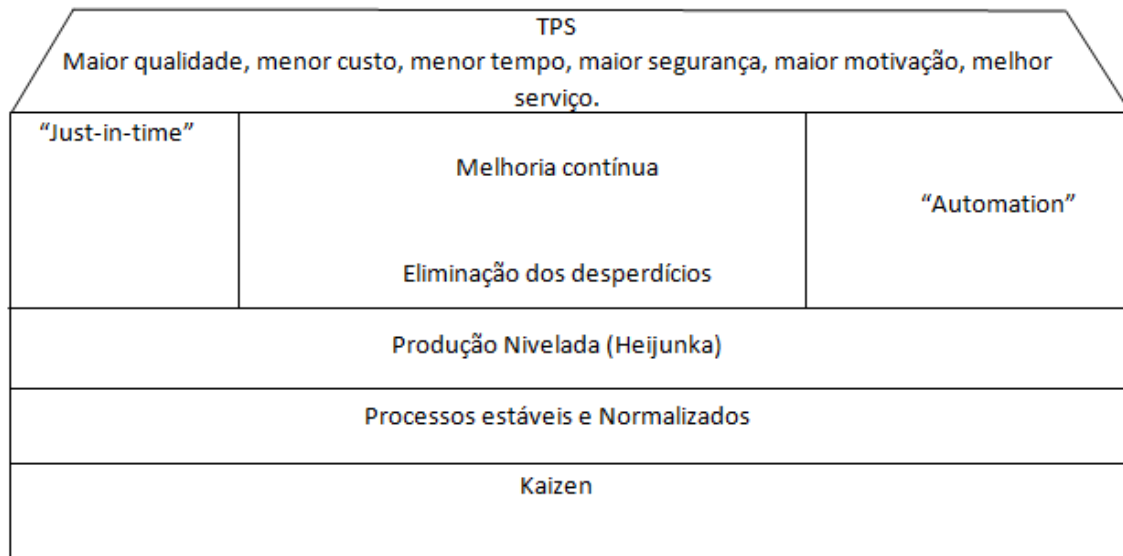 TPS
Maior qualidade, menor custo, menor tempo, maior segurança, maior motivação, melhor
serviço.
“Just-in-time”
Melhoria contínua
“Automation”
Eliminação dos desperdícios
Produção Nivelada (Heijunka)
Processos estáveis e Normalizados
Kaizen